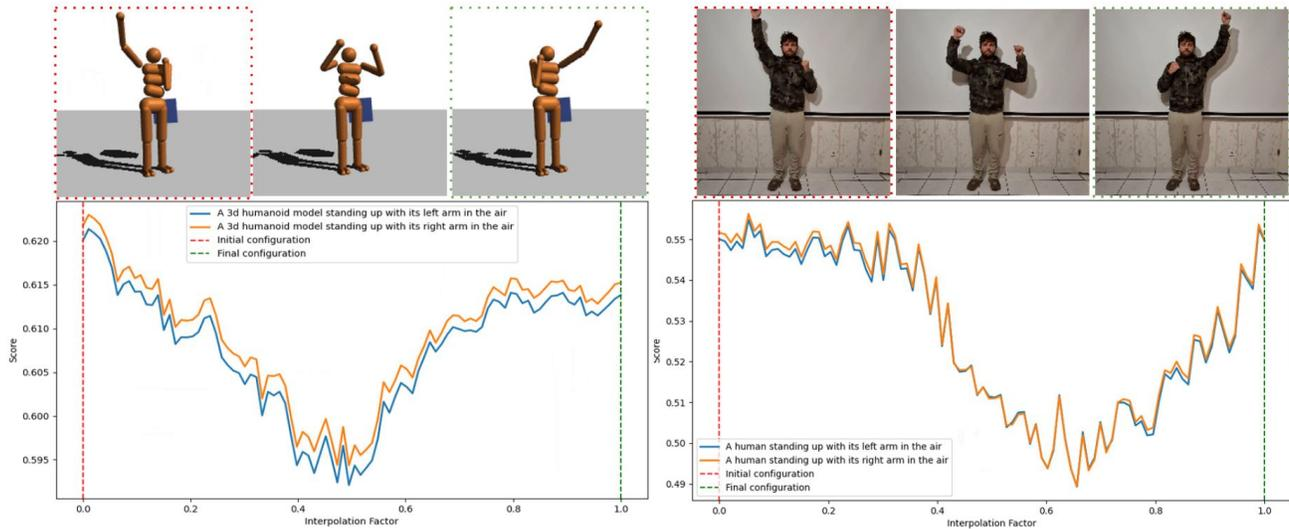 A 3d humanoid model standing up with its left arm in the air
A 3d humanoid model standing up with its right arm in the air
Initial configuration
Final configuration
0.620
0.615
0.610
0.605
0.600
0.595
Score
0.0
0.2
0.4
0.6
0.8
1.0
Interpolation Factor
0.55
0.54
0.53
0.52
0.51
0.50
0.49
Score
A human standing up with its left arm in the air
A human standing up with its right arm in the air
Initial configuration
Final configuration
0.0
0.2
0.4
0.6
0.8
1.0
Interpolation Factor